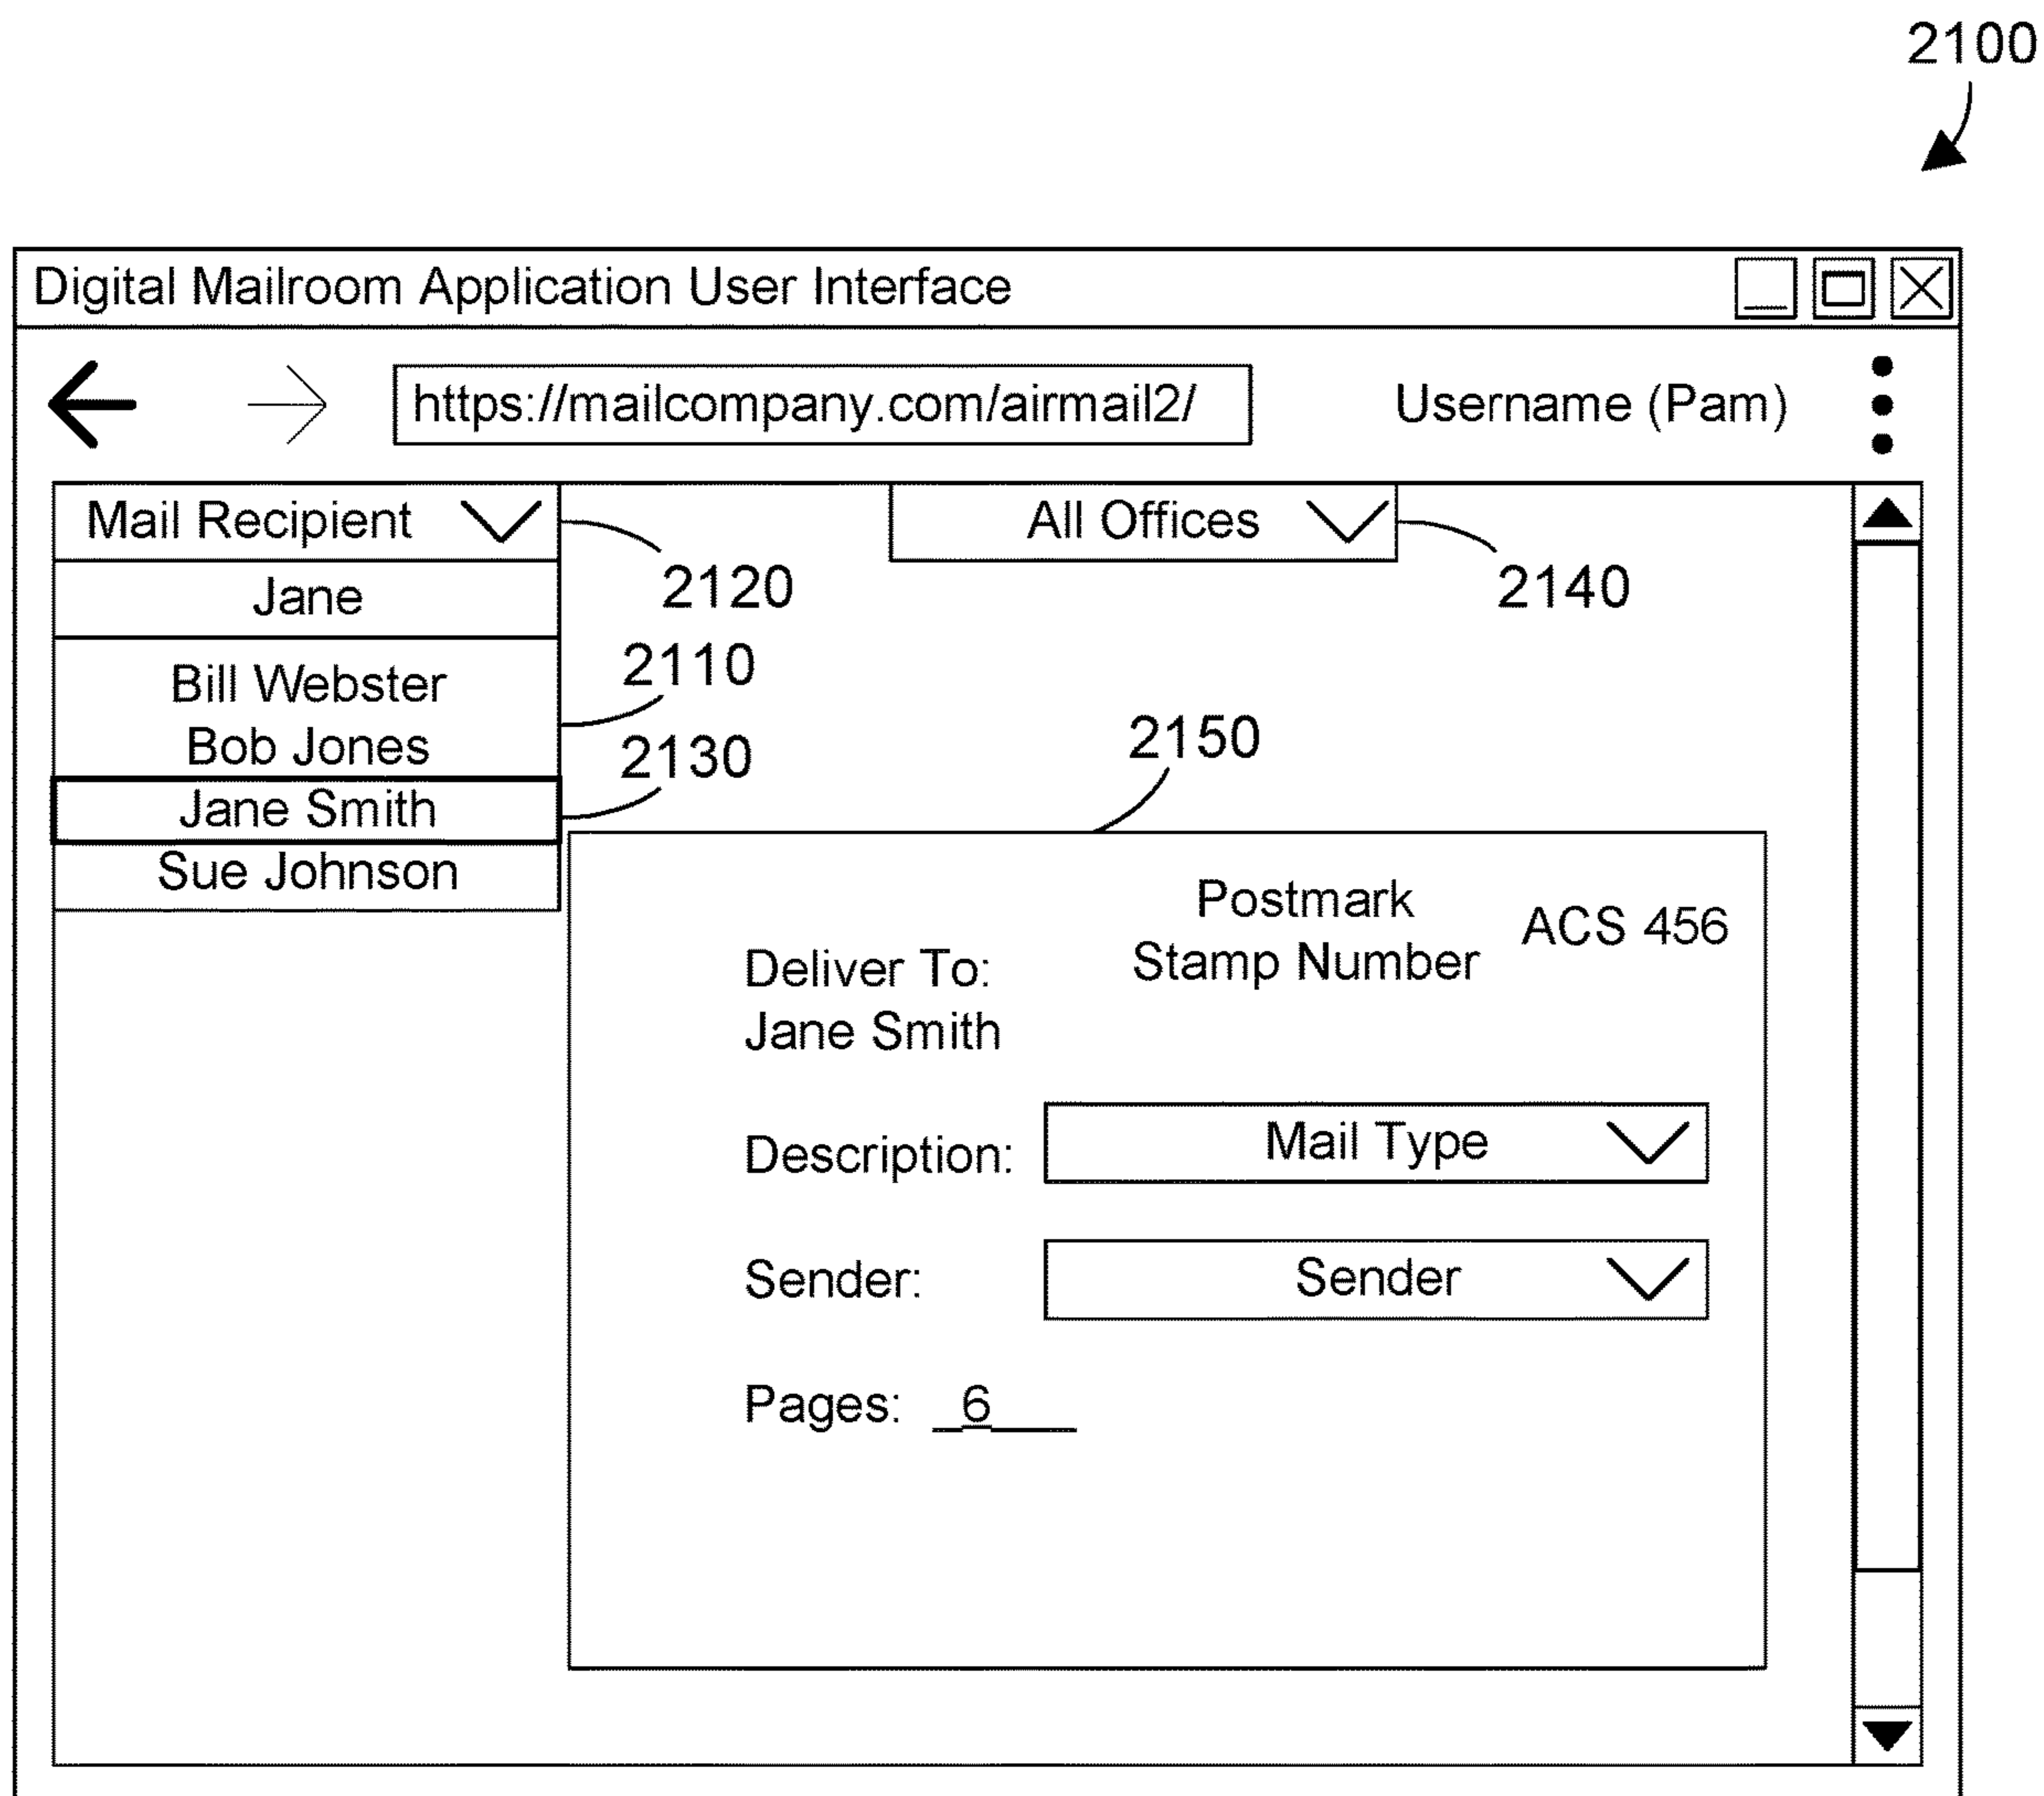 2100
Digital Mailroom Application User Interface
https://mailcompany.com/airmail2/
Username (Pam)
Mail Recipient
All Offices
2120
2140
Jane
2110
Bill Webster
Bob Jones
2130
2150
Jane Smith
Sue Johnson
Postmark
Stamp Number
ACS 456
Deliver To:
Jane Smith
Description: Mail Type
Sender: Sender
Pages: 6